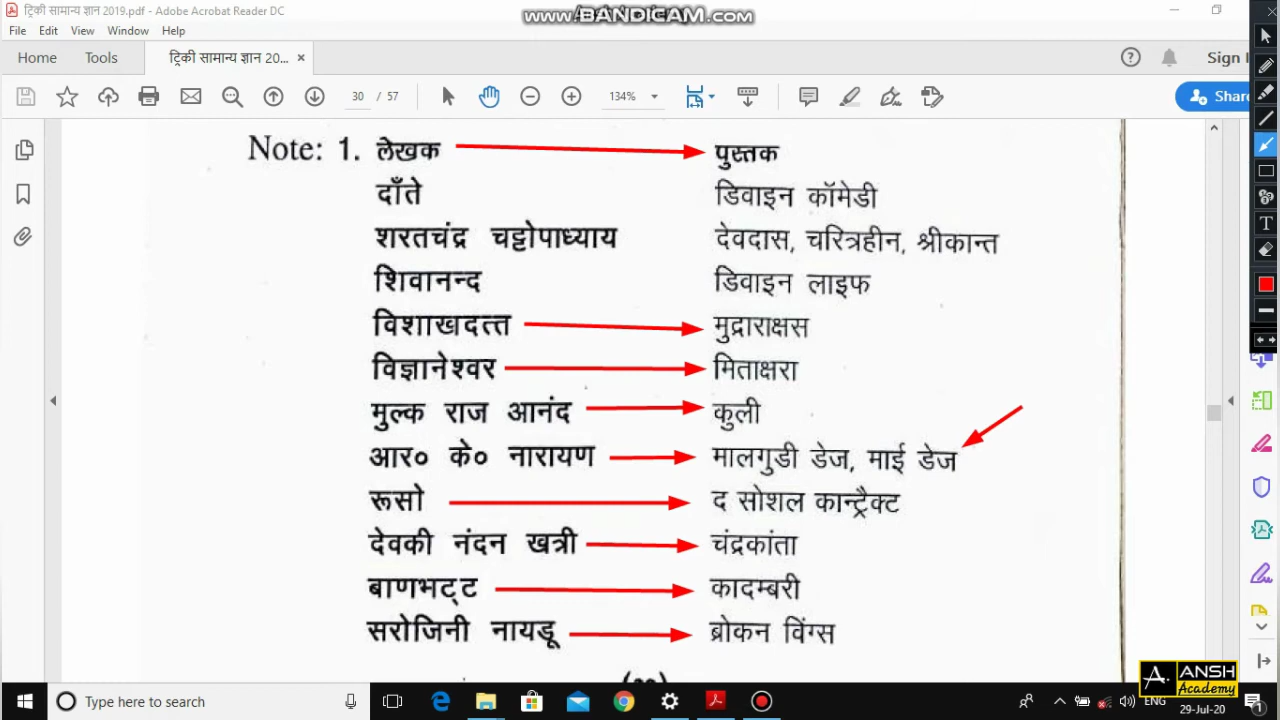 ट्रिकी सामान्य ज्ञान 2019.pdf - Adobe Acrobat Reader DC
www.BANDICAM.com
File Edit View Window Help
Home Tools ट्रिकी सामान्य ज्ञान 20... × Sign I
30 / 57 134% Share
Note: 1. लेखक पुस्तक
दाँते डिवाइन कॉमेडी
शरतचंद्र चट्टोपाध्याय देवदास, चरित्रहीन, श्रीकान्त
शिवानन्द डिवाइन लाइफ
विशाखदत्त मुद्राराक्षस
विज्ञानेश्वर मिताक्षरा
मुल्क राज आनंद कुली
आर० के० नारायण मालगुडी डेज, माई डेज
रूसो द सोशल कान्ट्रैक्ट
देवकी नंदन खत्री चंद्रकांता
बाणभट्ट कादम्बरी
सरोजिनी नायडू ब्रोकन विंग्स
A. ANSH Academy
Type here to search ENG
29-Jul-20 1